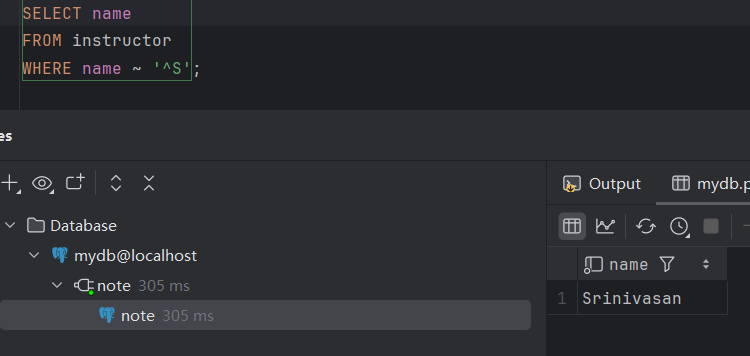 SELECT name
FROM instructor
WHERE name ~ '^S';
es
Database
mydb@localhost
note 305 ms
note 305 ms
Output
mydb.p
name
1 Srinivasan